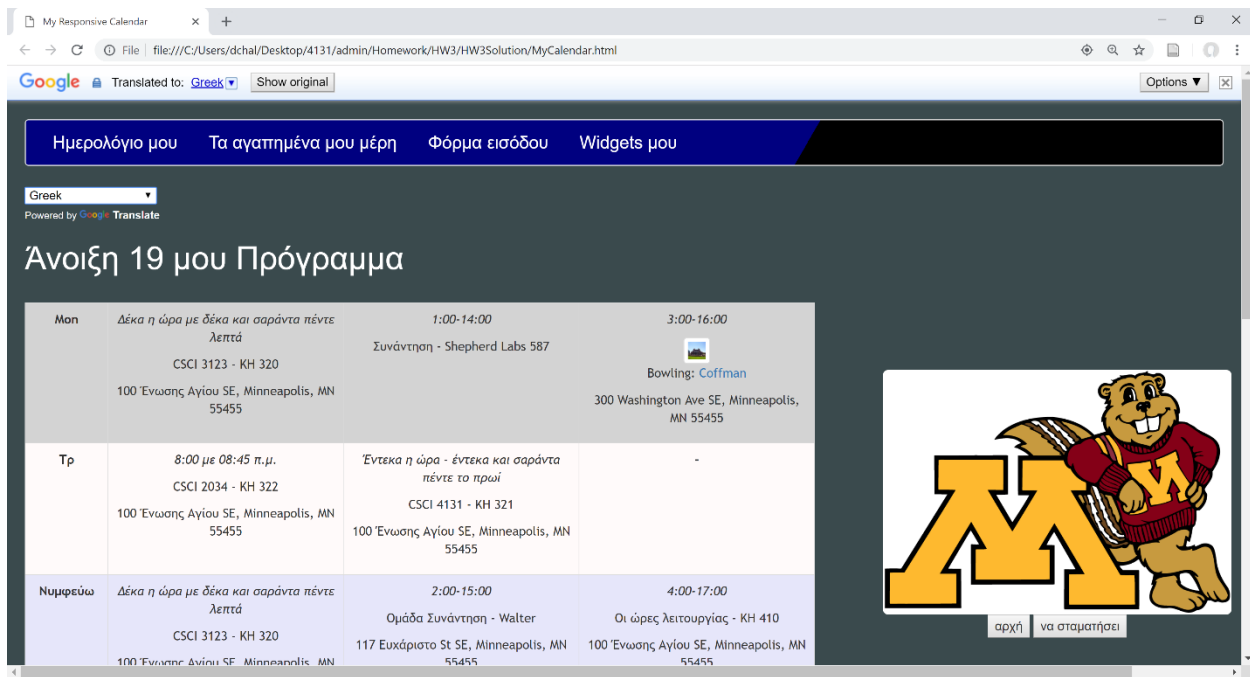 My Responsive Calendar
File | file:///C:/Users/dchal/Desktop/4131/admin/Homework/HW3/HW3Solution/MyCalendar.html
Google Translated to: Greek Show original Options ▼
Ημερολόγιο μου Τα αγαπημένα μου μέρη Φόρμα εισόδου Widgets μου
Greek
Powered by Google Translate
Άνοιξη 19 μου Πρόγραμμα
Mon
Δέκα η ώρα με δέκα και σαράντα πέντε
λεπτά
CSCI 3123 - KH 320
100 Ένωσης Αγίου SE, Minneapolis, MN
55455
1:00-14:00
Συνάντηση - Shepherd Labs 587
3:00-16:00
Bowling: Coffman
300 Washington Ave SE, Minneapolis,
MN 55455
Τρ
8:00 με 08:45 π.μ.
CSCI 2034 - KH 322
100 Ένωσης Αγίου SE, Minneapolis, MN
55455
Έντεκα η ώρα - έντεκα και σαράντα
πέντε το πρωί
CSCI 4131 - KH 321
100 Ένωσης Αγίου SE, Minneapolis, MN
55455
-
Νυμφεύω
Δέκα η ώρα με δέκα και σαράντα πέντε
λεπτά
CSCI 3123 - KH 320
100 Ένωσης Αγίου SE, Minneapolis, MN
2:00-15:00
Ομάδα Συνάντηση - Walter
117 Ευχάριστο St SE, Minneapolis, MN
55455
4:00-17:00
Οι ώρες λειτουργίας - KH 410
100 Ένωσης Αγίου SE, Minneapolis, MN
55455
M
M
αρχή να σταματήσει